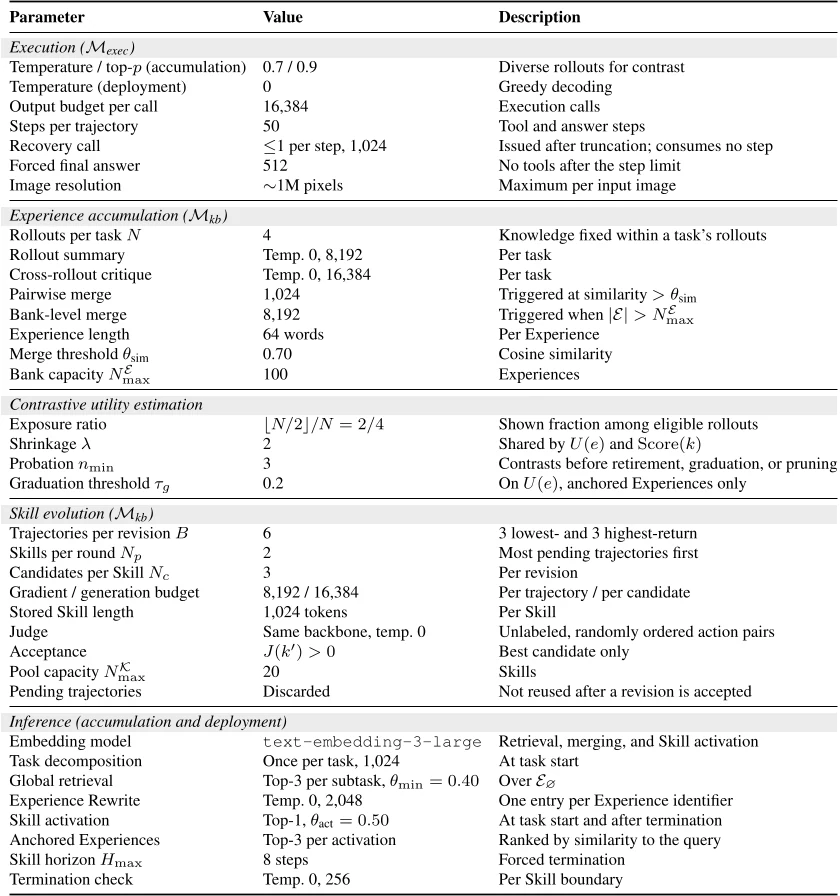 Parameter Value Description
Execution (M_exec)
Temperature / top-p (accumulation) 0.7 / 0.9 Diverse rollouts for contrast
Temperature (deployment) 0 Greedy decoding
Output budget per call 16,384 Execution calls
Steps per trajectory 50 Tool and answer steps
Recovery call ≤1 per step, 1,024 Issued after truncation; consumes no step
Forced final answer 512 No tools after the step limit
Image resolution ∼1M pixels Maximum per input image
Experience accumulation (M_kb)
Rollouts per task N 4 Knowledge fixed within a task's rollouts
Rollout summary Temp. 0, 8,192 Per task
Cross-rollout critique Temp. 0, 16,384 Per task
Pairwise merge 1,024 Triggered at similarity > θ_sim
Bank-level merge 8,192 Triggered when |ℰ| > N^ℰ_max
Experience length 64 words Per Experience
Merge threshold θ_sim 0.70 Cosine similarity
Bank capacity N^ℰ_max 100 Experiences
Contrastive utility estimation
Exposure ratio ⌊N/2⌋/N = 2/4 Shown fraction among eligible rollouts
Shrinkage λ 2 Shared by U(e) and Score(k)
Probation n_min 3 Contrasts before retirement, graduation, or pruning
Graduation threshold τ_g 0.2 On U(e), anchored Experiences only
Skill evolution (M_kb)
Trajectories per revision B 6 3 lowest- and 3 highest-return
Skills per round N_p 2 Most pending trajectories first
Candidates per Skill N_c 3 Per revision
Gradient / generation budget 8,192 / 16,384 Per trajectory / per candidate
Stored Skill length 1,024 tokens Per Skill
Judge Same backbone, temp. 0 Unlabeled, randomly ordered action pairs
Acceptance J(k′) > 0 Best candidate only
Pool capacity N^𝒦_max 20 Skills
Pending trajectories Discarded Not reused after a revision is accepted
Inference (accumulation and deployment)
Embedding model text-embedding-3-large Retrieval, merging, and Skill activation
Task decomposition Once per task, 1,024 At task start
Global retrieval Top-3 per subtask, θ_min = 0.40 Over ℰ_∅
Experience Rewrite Temp. 0, 2,048 One entry per Experience identifier
Skill activation Top-1, θ_act = 0.50 At task start and after termination
Anchored Experiences Top-3 per activation Ranked by similarity to the query
Skill horizon H_max 8 steps Forced termination
Termination check Temp. 0, 256 Per Skill boundary